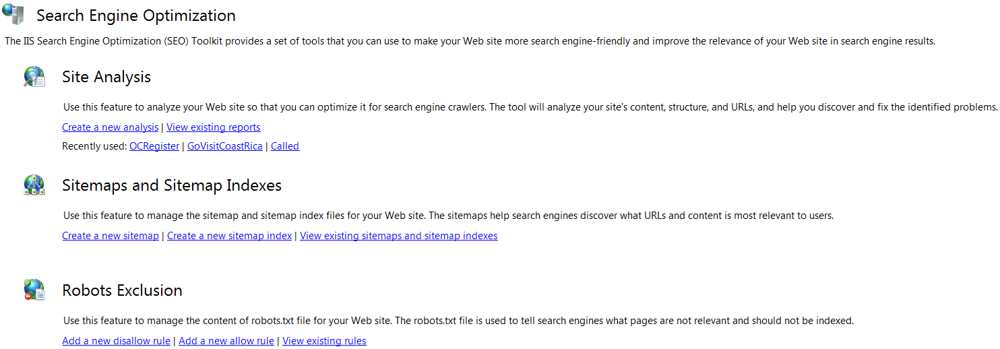 Search Engine Optimization
The IIS Search Engine Optimization (SEO) Toolkit provides a set of tools that you can use to make your Web site more search engine-friendly and improve the relevance of your Web site in search engine results.
Site Analysis
Use this feature to analyze your Web site so that you can optimize it for search engine crawlers. The tool will analyze your site's content, structure, and URLs, and help you discover and fix the identified problems.
Create a new analysis | View existing reports
Recently used: OCRegister | GoVisitCoastRica | Called
Sitemaps and Sitemap Indexes
Use this feature to manage the sitemap and sitemap index files for your Web site. The sitemaps help search engines discover what URLs and content is most relevant to users.
Create a new sitemap | Create a new sitemap index | View existing sitemaps and sitemap indexes
Robots Exclusion
Use this feature to manage the content of robots.txt file for your Web site. The robots.txt file is used to tell search engines what pages are not relevant and should not be indexed.
Add a new disallow rule | Add a new allow rule | View existing rules